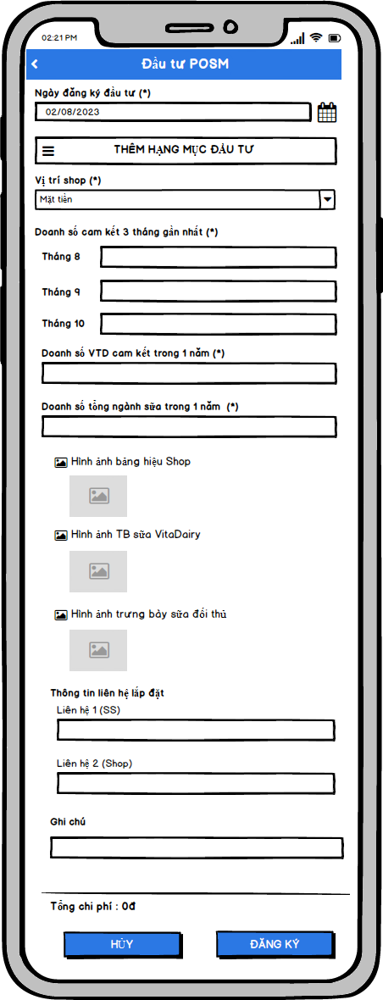 02:21 PM
Đầu tư POSM
Ngày đăng ký đầu tư (*)
02/08/2023
THÊM HẠNG MỤC ĐẦU TƯ
Vị trí shop (*)
Mặt tiền
Doanh số cam kết 3 tháng gần nhất (*)
Tháng 8
Tháng 9
Tháng 10
Doanh số VTD cam kết trong 1 năm (*)
Doanh số tổng ngành sữa trong 1 năm (*)
Hình ảnh bảng hiệu Shop
Hình ảnh TB sữa VitaDairy
Hình ảnh trưng bày sữa đối thủ
Thông tin liên hệ lắp đặt
Liên hệ 1 (SS)
Liên hệ 2 (Shop)
Ghi chú
Tổng chi phí : 0đ
HỦY
ĐĂNG KÝ